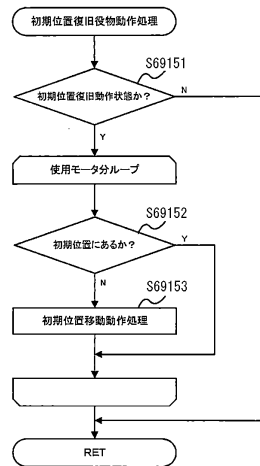 初期位置復旧役物動作処理
S69151
初期位置復旧動作状態か?
N
Y
使用モータ分ループ
S69152
初期位置にあるか?
Y
N
S69153
初期位置移動動作処理
RET